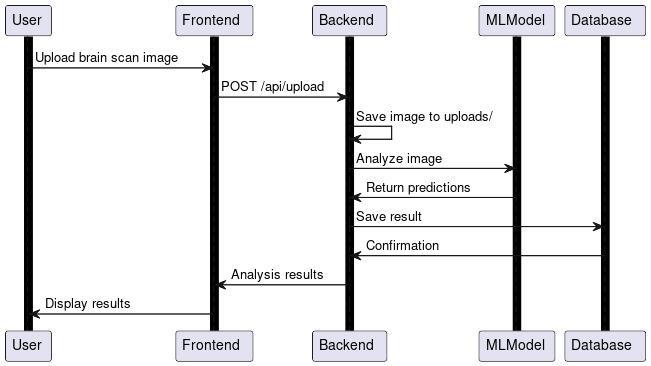 User Frontend Backend MLModel Database
Upload brain scan image
POST /api/upload
Save image to uploads/
Analyze image
Return predictions
Save result
Confirmation
Analysis results
Display results
User Frontend Backend MLModel Database